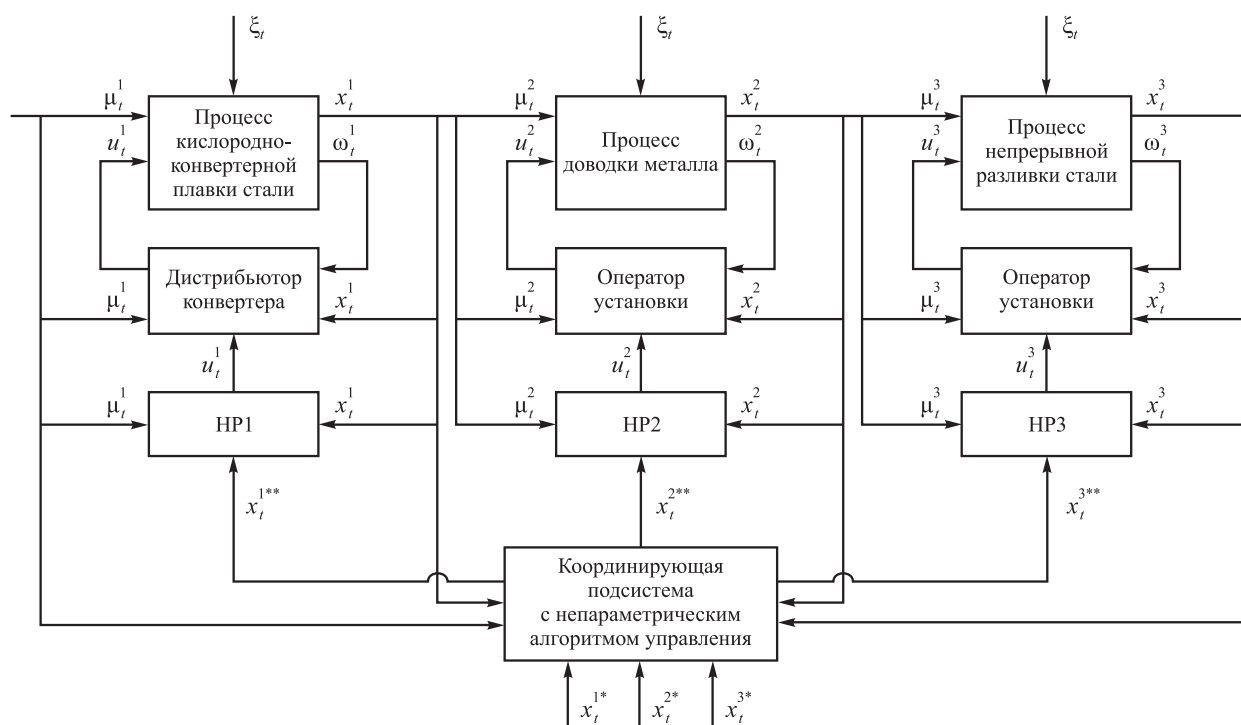 ξₜ ξₜ ξₜ
μₜ¹ xₜ¹ μₜ² xₜ² μₜ³ xₜ³
uₜ¹ ωₜ¹ uₜ² ωₜ² uₜ³ ωₜ³
Процесс
кислородно-
конвертерной
плавки стали
Процесс
доводки металла
Процесс
непрерывной
разливки стали
Дистрибьютор
конвертера
Оператор
установки
Оператор
установки
μₜ¹ xₜ¹ μₜ² xₜ² μₜ³ xₜ³
uₜ¹ uₜ² uₜ³
μₜ¹ НР1 xₜ¹ μₜ² НР2 xₜ² μₜ³ НР3 xₜ³
xₜ¹** xₜ²** xₜ³**
Координирующая
подсистема
с непараметрическим
алгоритмом управления
xₜ¹* xₜ²* xₜ³*